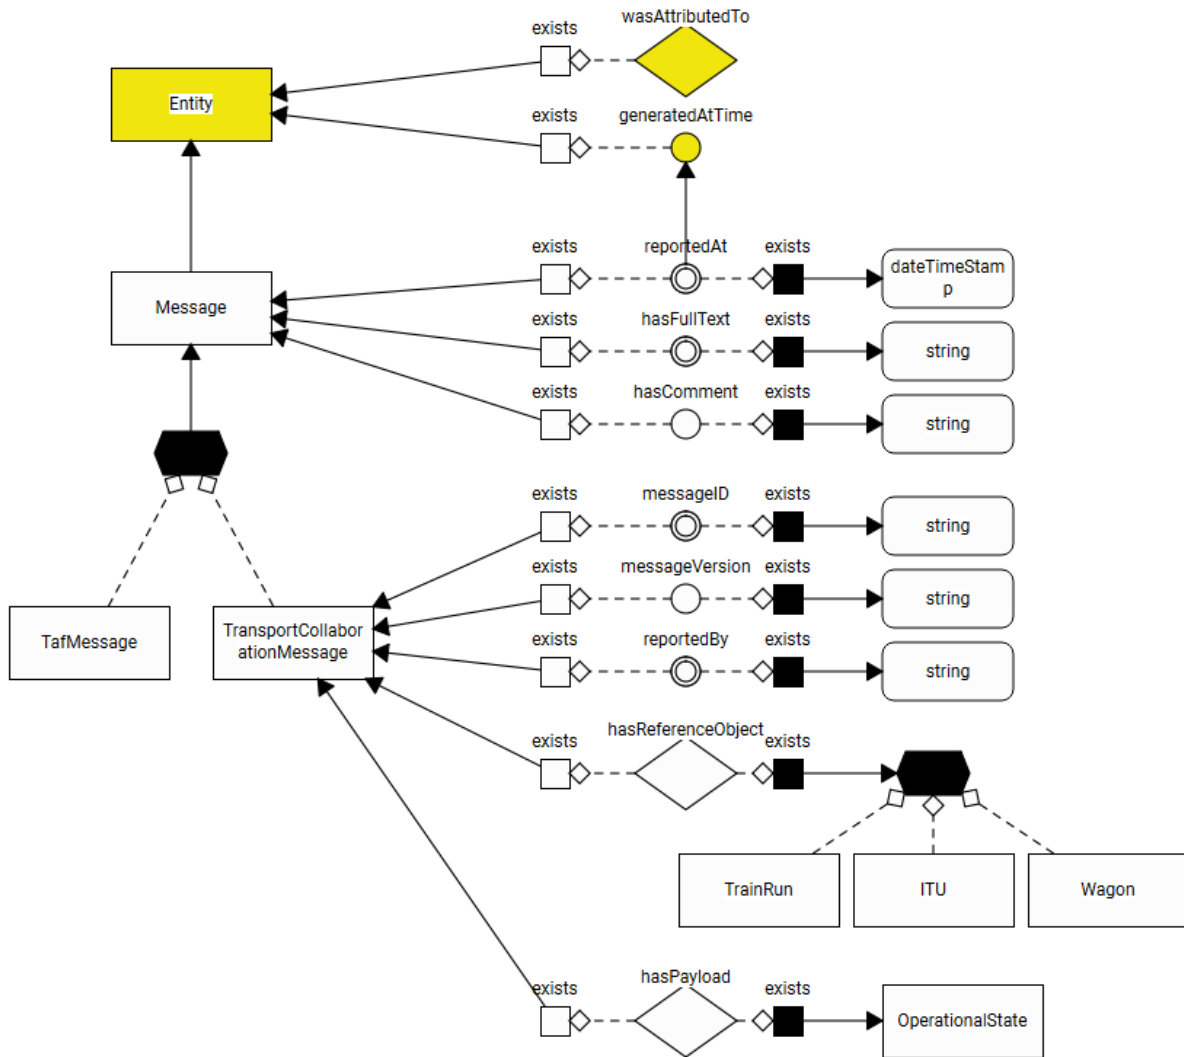 wasAttributedTo
exists
Entity
generatedAtTime
exists
exists
reportedAt
exists
dateTimeStam
p
Message
exists
hasFullText
exists
string
exists
hasComment
exists
string
exists
messageID
exists
string
exists
messageVersion
exists
string
TafMessage
TransportCollabor
ationMessage
exists
reportedBy
exists
string
exists
hasReferenceObject
exists
TrainRun
ITU
Wagon
exists
hasPayload
exists
OperationalState